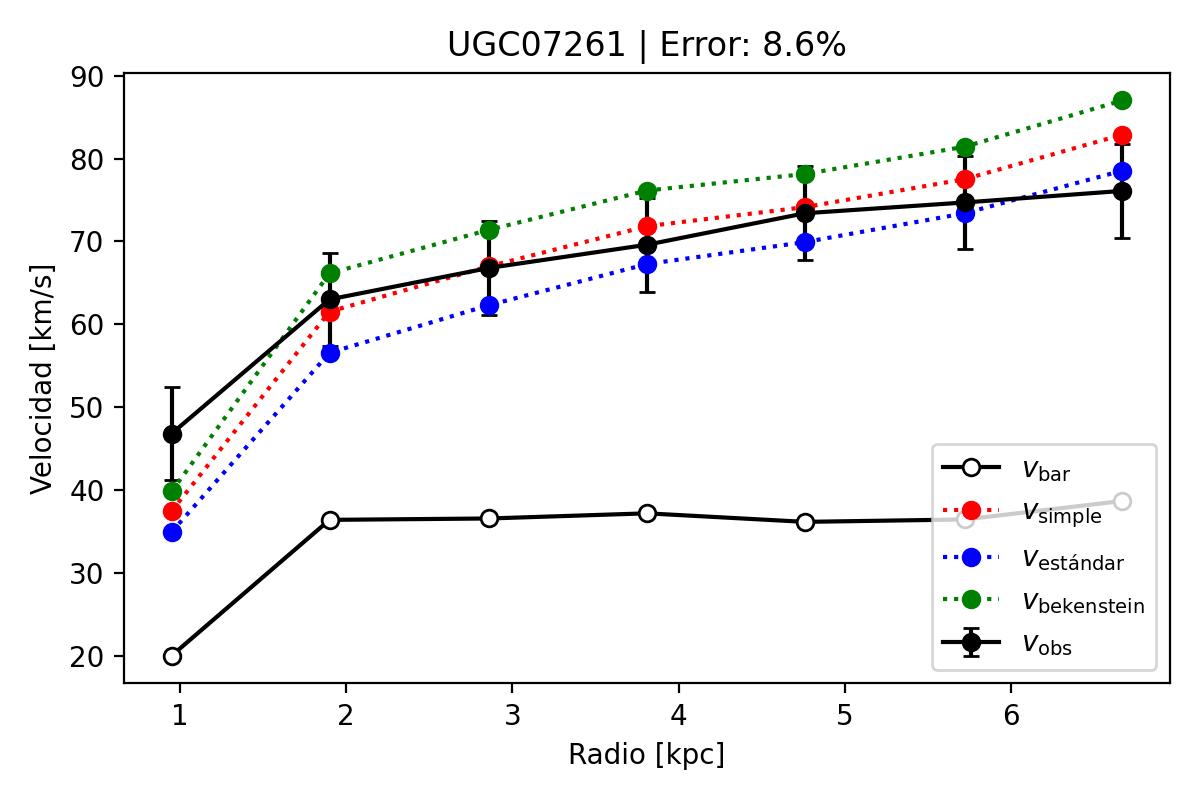 UGC07261 | Error: 8.6%
Velocidad [km/s]
90
80
70
60
50
40
30
20
v_bar
v_simple
v_estándar
v_bekenstein
v_obs
1 2 3 4 5 6
Radio [kpc]